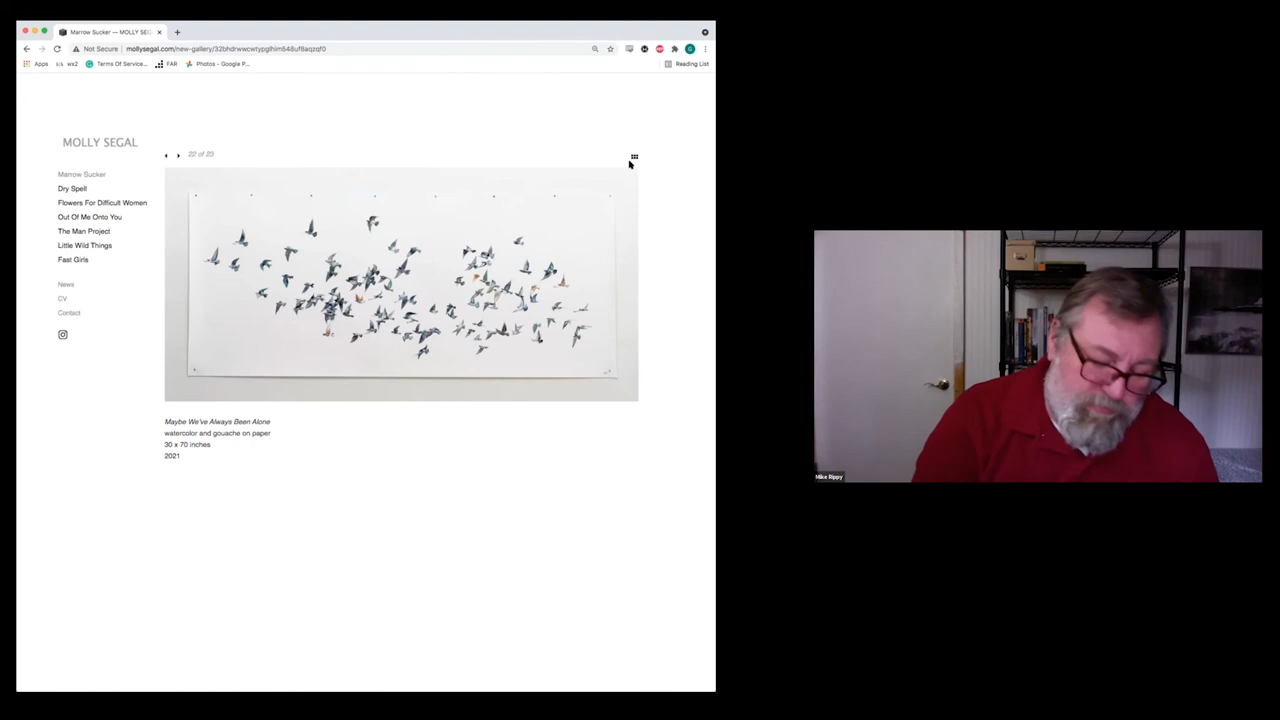 Marrow Sucker — MOLLY SEG
Not Secure
mollysegal.com/new-gallery/
Apps
wx2
Terms Of Service...
FAR
Photos - Google P...
Reading List
MOLLY SEGAL
22 of 23
Marrow Sucker
Dry Spell
Flowers For Difficult Women
Out Of Me Onto You
The Man Project
Little Wild Things
Fast Girls
News
CV
Contact
Maybe We've Always Been Alone
watercolor and gouache on paper
30 x 70 inches
2021
Mike Rippy